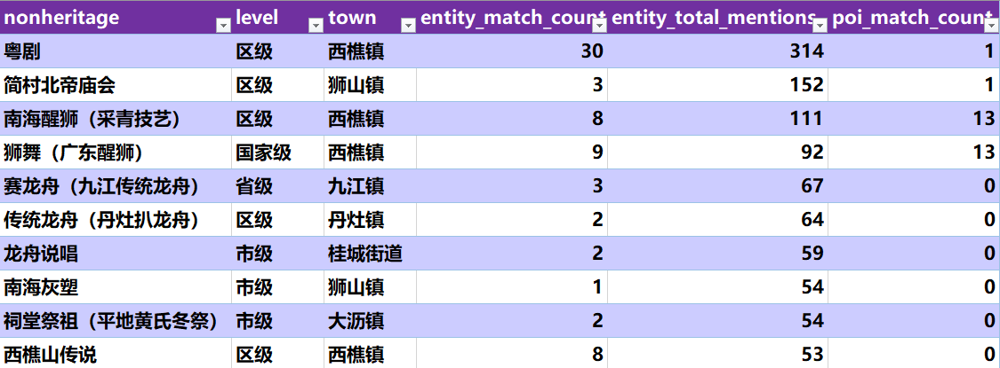 nonheritage level town entity_match_count entity_total_mentions poi_match_count
粤剧 区级 西樵镇 30 314 1
简村北帝庙会 区级 狮山镇 3 152 1
南海醒狮（采青技艺） 区级 西樵镇 8 111 13
狮舞（广东醒狮） 国家级 西樵镇 9 92 13
赛龙舟（九江传统龙舟） 省级 九江镇 3 67 0
传统龙舟（丹灶扒龙舟） 区级 丹灶镇 2 64 0
龙舟说唱 市级 桂城街道 2 59 0
南海灰塑 市级 狮山镇 1 54 0
祠堂祭祖（平地黄氏冬祭） 市级 大沥镇 2 54 0
西樵山传说 区级 西樵镇 8 53 0